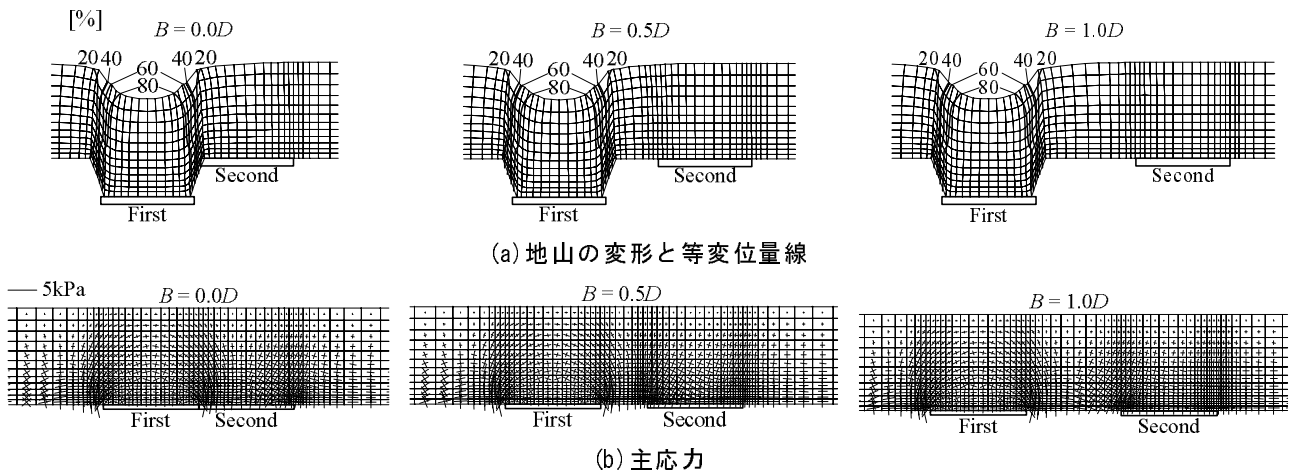 [%]
B = 0.0D
20 40 60 80 40 20
Second
First
B = 0.5D
20 40 60 80 40 20
Second
First
B = 1.0D
20 40 60 80 40 20
Second
First
(a)地山の変形と等変位量線
5kPa
B = 0.0D
First Second
B = 0.5D
First Second
B = 1.0D
First Second
(b)主応力